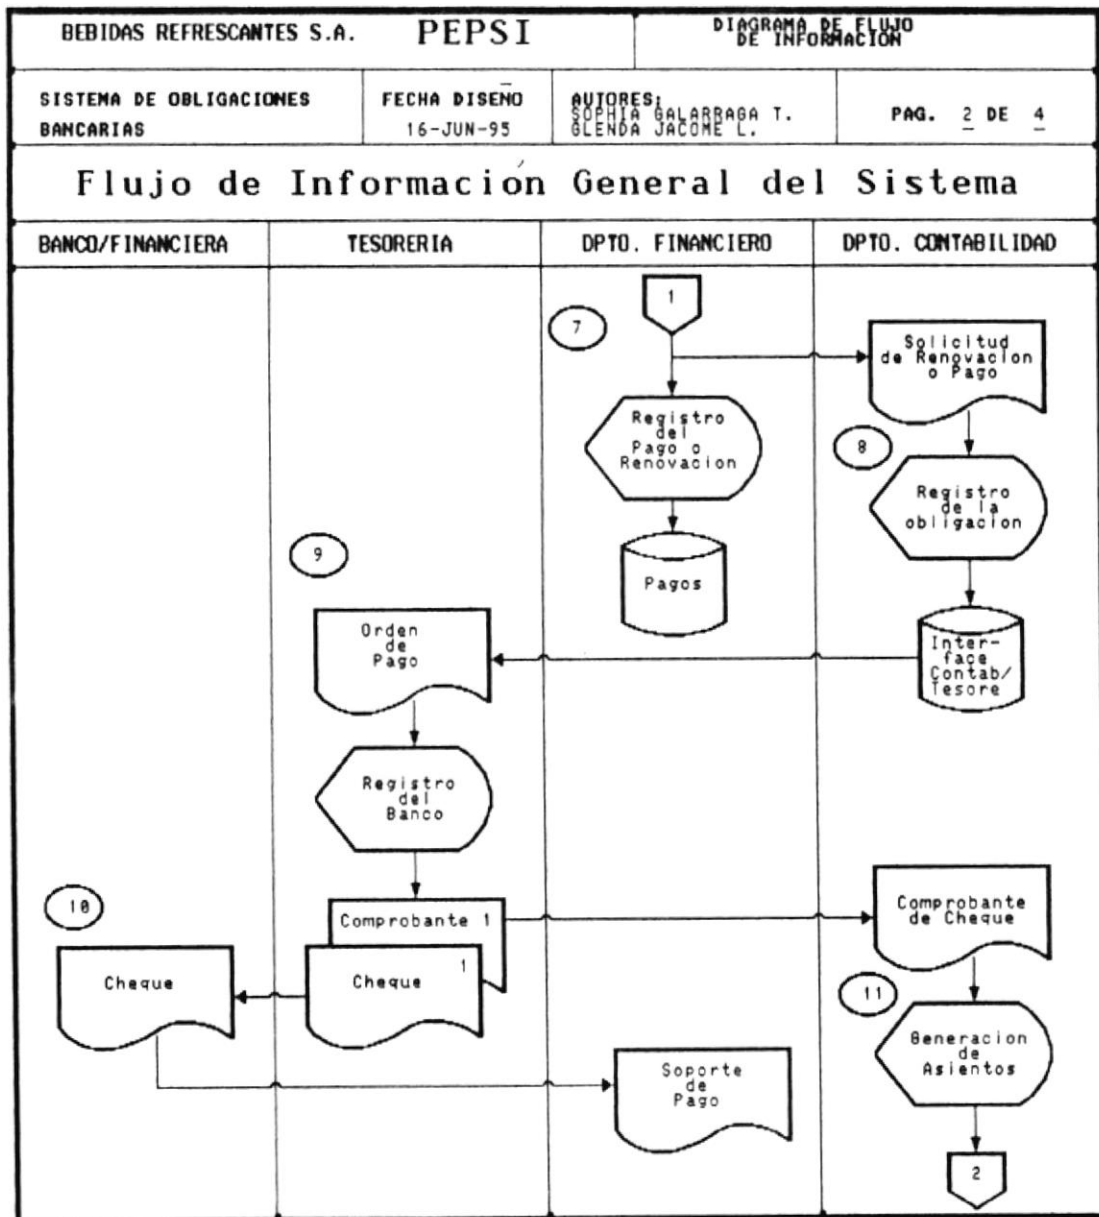 BEBIDAS REFRESCANTES S.A. PEPSI
DIAGRAMA DE FLUJO
DE INFORMACION
SISTEMA DE OBLIGACIONES
BANCARIAS
FECHA DISEÑO
16-JUN-95
AUTORES:
SOPHIA GALARRAGA T.
GLENDA JACOME L.
PAG. 2 DE 4
Flujo de Información General del Sistema
BANCO/FINANCIERA
TESORERIA
DPTO. FINANCIERO
DPTO. CONTABILIDAD
1
7
Solicitud
de Renovacion
o Pago
Registro
del
Pago o
Renovacion
8
Registro
de la
obligacion
9
Pagos
Orden
de
Pago
Inter-
face
Contab/
Tesore
Registro
del
Banco
10
Comprobante 1
Comprobante
de Cheque
Cheque
Cheque 1
11
Generacion
de
Asientos
Soporte
de
Pago
2